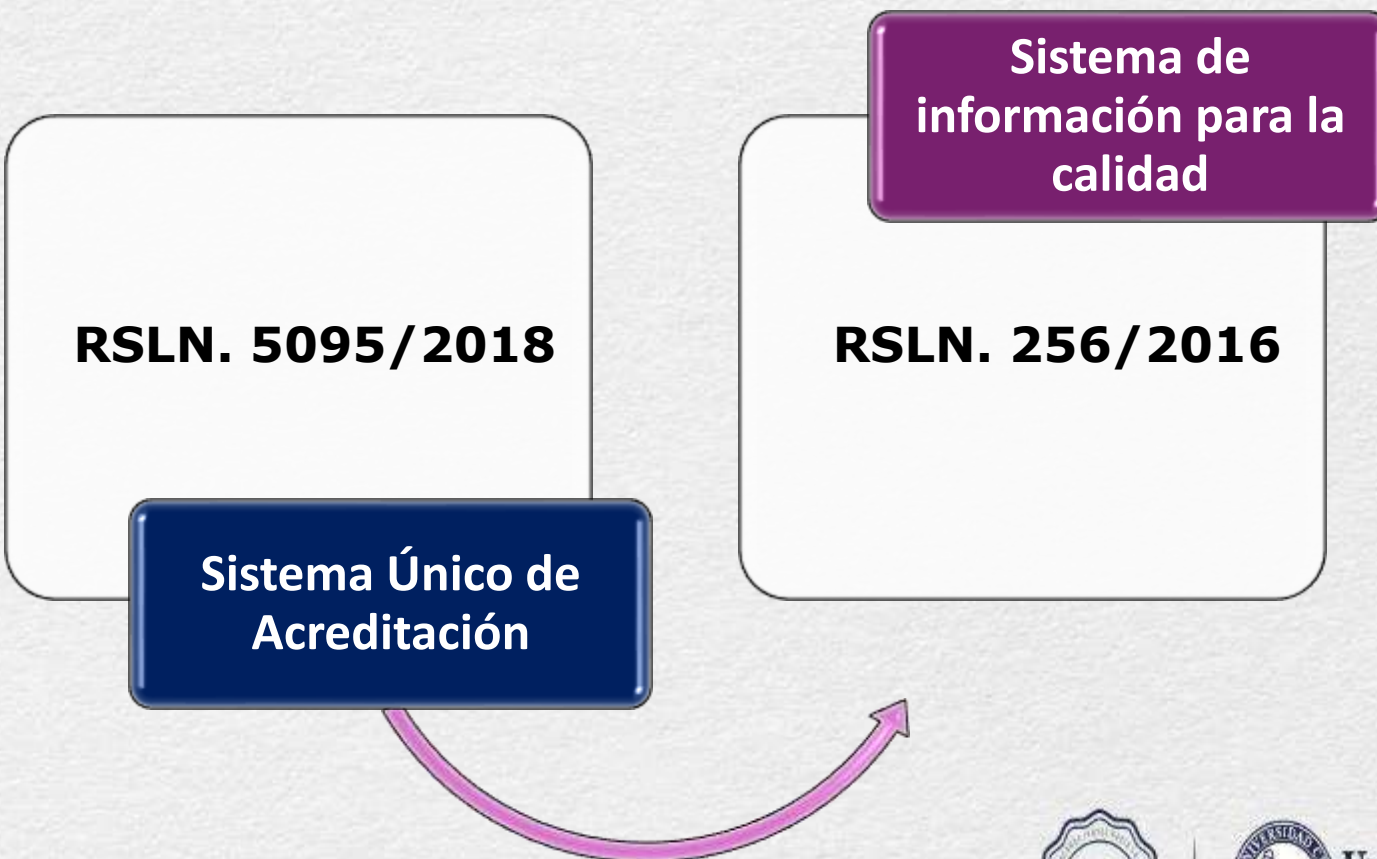 Sistema de
información para la
calidad
RSLN. 5095/2018
RSLN. 256/2016
Sistema Único de
Acreditación